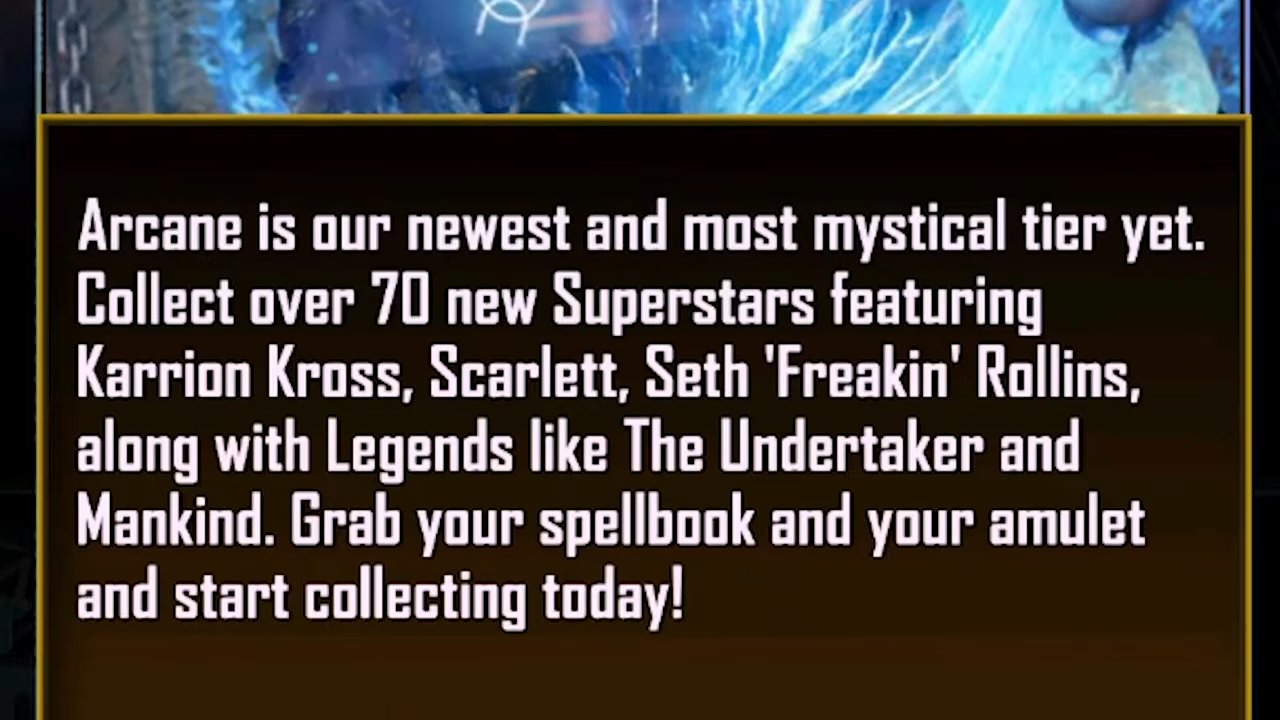 Arcane is our newest and most mystical tier yet.
Collect over 70 new Superstars featuring
Karrion Kross, Scarlett, Seth 'Freakin' Rollins,
along with Legends like The Undertaker and
Mankind. Grab your spellbook and your amulet
and start collecting today!